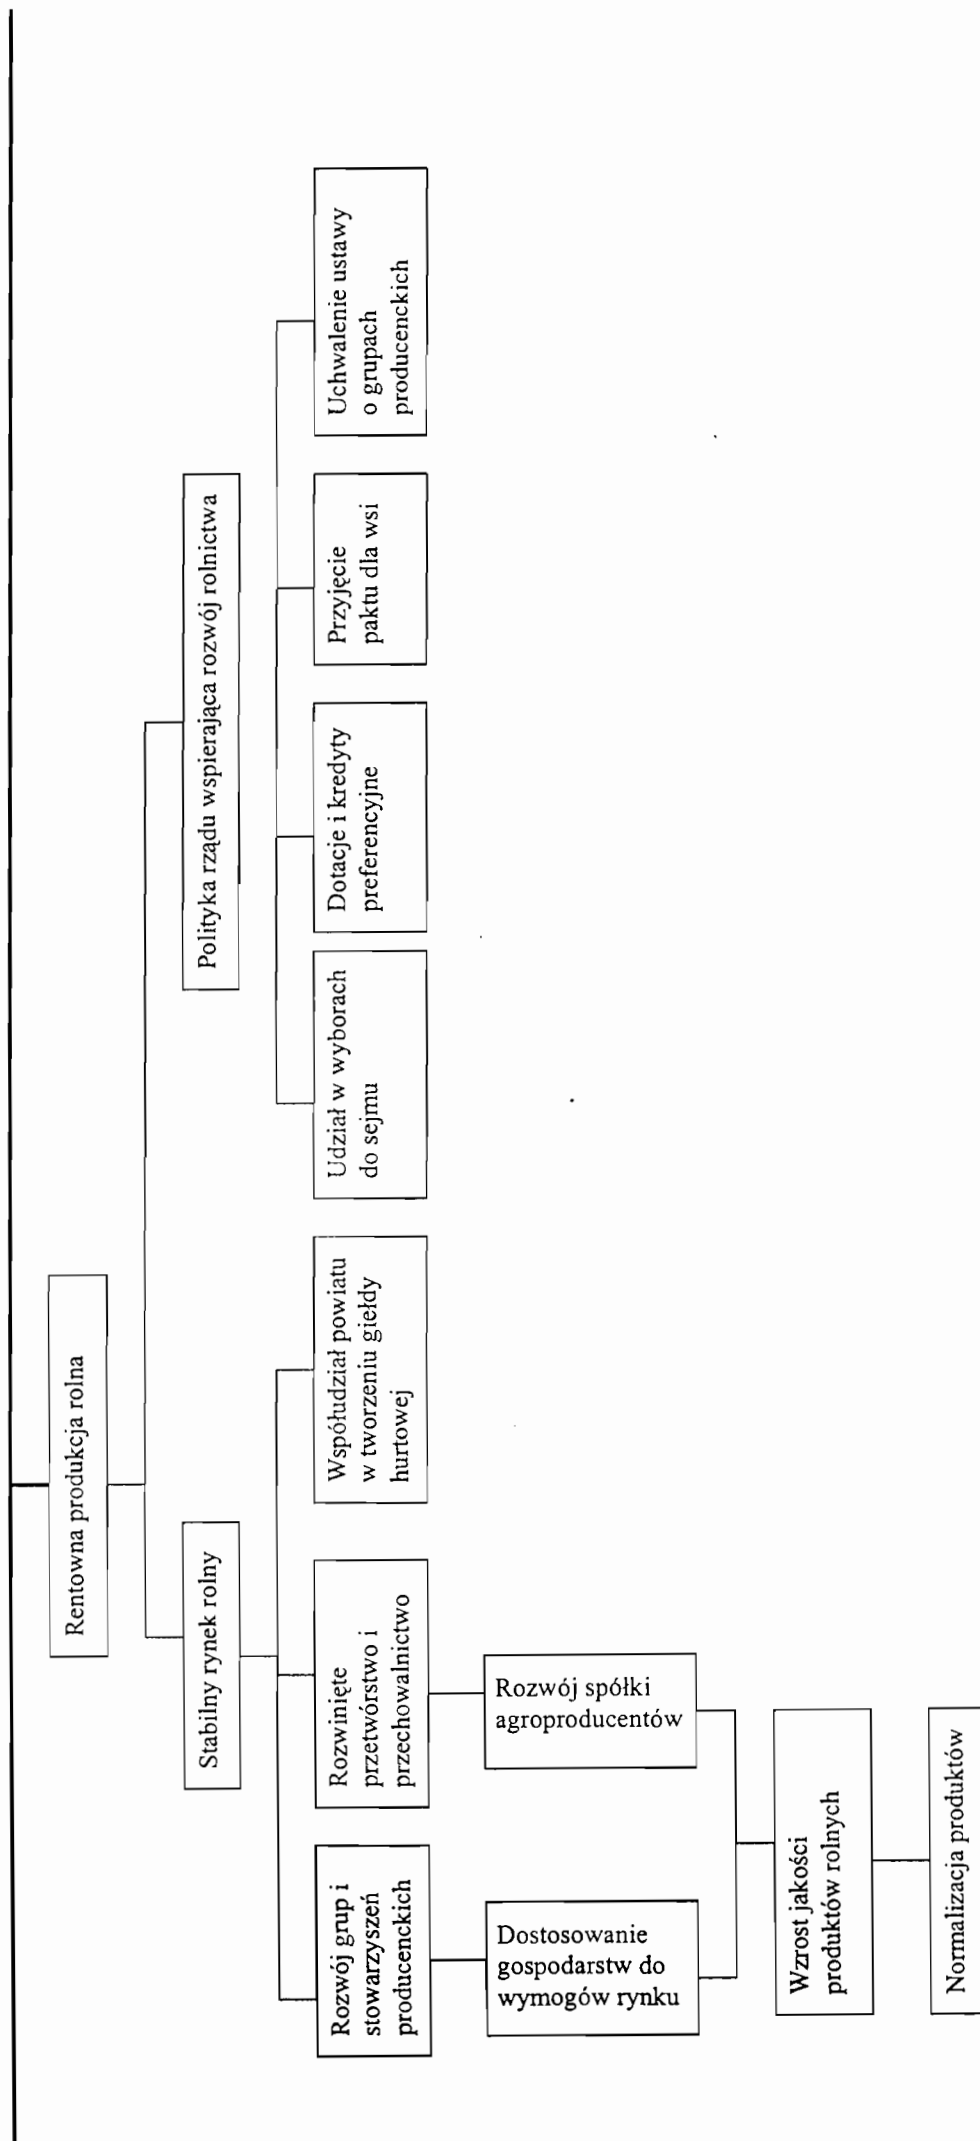 Rentowna produkcja rolna
Stabilny rynek rolny
Polityka rządu wspierająca rozwój rolnictwa
Rozwój grup i
stowarzyszeń
producenckich
Rozwinięte
przetwórstwo i
przechowalnictwo
Współudział powiatu
w tworzeniu giełdy
hurtowej
Udział w wyborach
do sejmu
Dotacje i kredyty
preferencyjne
Przyjęcie
paktu dla wsi
Uchwalenie ustawy
o grupach
producenckich
Dostosowanie
gospodarstw do
wymogów rynku
Rozwój spółki
agroproducentów
Wzrost jakości
produktów rolnych
Normalizacja produktów